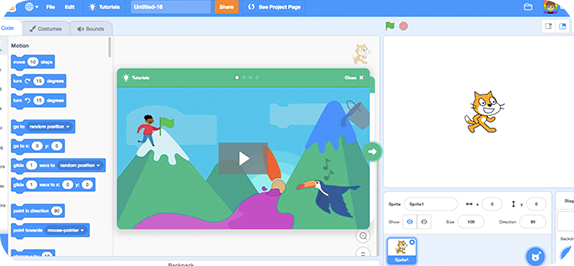 File Edit Tutorials Untitled-18 Share See Project Page
Code Costumes Sounds
Motion
move 10 steps
turn 15 degrees
turn 15 degrees
go to random position
go to x: 0 y: 0
glide 1 secs to random position
glide 1 secs to x: 0 y: 0
point in direction 90
point towards mouse-pointer
Tutorials Close
Sprite Sprite1 x 0 y 0
Show Size 100 Direction 90
Sprite1
Backpack